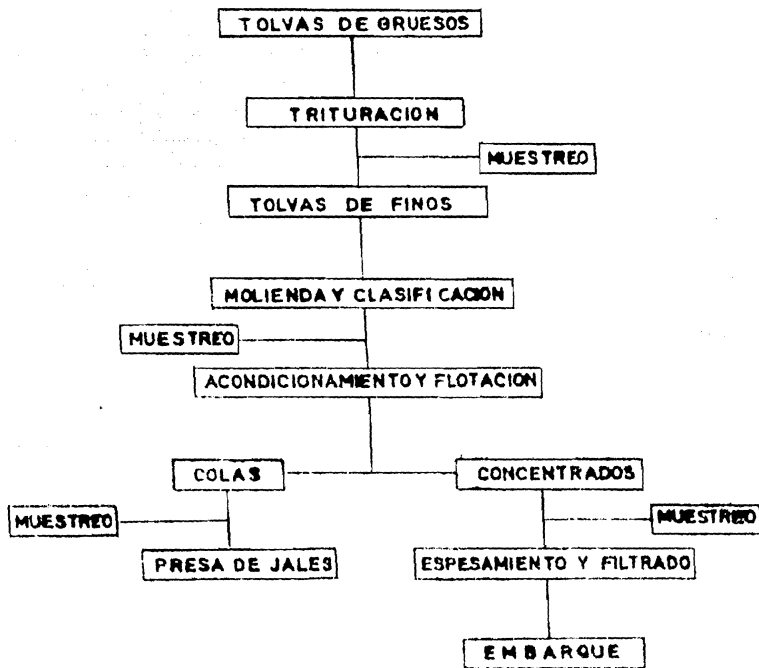 TOLVAS DE GRUESOS
TRITURACION
MUESTREO
TOLVAS DE FINOS
MOLIENDA Y CLASIFICACION
MUESTREO
ACONDICIONAMIENTO Y FLOTACION
COLAS
CONCENTRADOS
MUESTREO
MUESTREO
PRESA DE JALES
ESPESAMIENTO Y FILTRADO
EMBARQUE